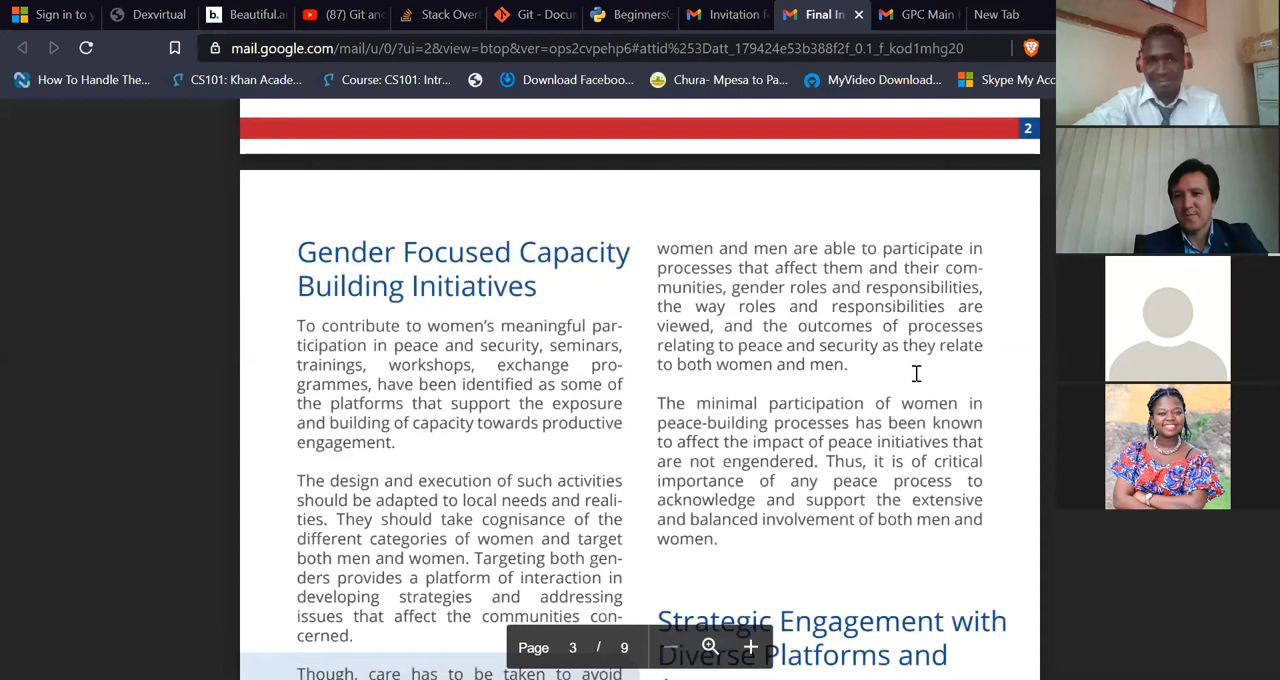 Sign in to y
Dexvirtual
b. Beautiful.a
(87) Git and
Stack Over
Git - Docu
BeginnersG
Invitation f
Final In
GPC Main
New Tab
mail.google.com/mail/u/0/?ui=2&view=btop&ver=ops2cvpehp6#attid%253Datt_179424e53b388f2f_0.1_f_kod1mhg20
How To Handle The...
CS101: Khan Acade...
Course: CS101: Intr...
Download Faceboo...
Chura- Mpesa to Pa...
MyVideo Download...
Skype My Acc
2
Gender Focused Capacity
Building Initiatives
To contribute to women's meaningful par-
ticipation in peace and security, seminars,
trainings, workshops, exchange pro-
grammes, have been identified as some of
the platforms that support the exposure
and building of capacity towards productive
engagement.
The design and execution of such activities
should be adapted to local needs and reali-
ties. They should take cognisance of the
different categories of women and target
both men and women. Targeting both gen-
ders provides a platform of interaction in
developing strategies and addressing
issues that affect the communities con-
cerned.
Though, care has to be taken to avoid
women and men are able to participate in
processes that affect them and their com-
munities, gender roles and responsibilities,
the way roles and responsibilities are
viewed, and the outcomes of processes
relating to peace and security as they relate
to both women and men.
The minimal participation of women in
peace-building processes has been known
to affect the impact of peace initiatives that
are not engendered. Thus, it is of critical
importance of any peace process to
acknowledge and support the extensive
and balanced involvement of both men and
women.
Strategic Engagement with
Diverse Platforms and
Page 3 / 9